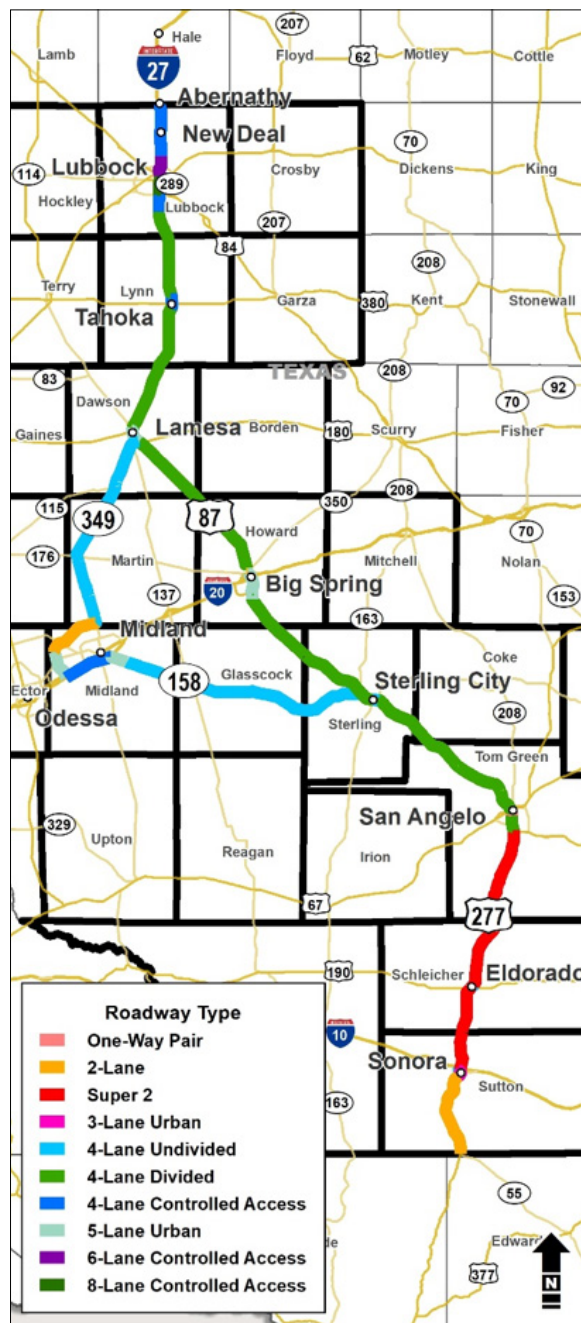 Hale
207
Lamb
INTERSTATE
27
Floyd
62
Motley
Cottle
Abernathy
New Deal
70
Lubbock
114
289
Crosby
Dickens
King
Hockley
Lubbock
207
84
208
Terry
Lynn
Garza
380
Kent
Stonewall
Tahoka
TEXAS
83
208
92
Dawson
70
Gaines
Lamesa
Borden
180
Scurry
Fisher
115
349
87
350
208
Howard
70
176
Martin
Mitchell
Nolan
137
20
Big Spring
153
163
Midland
Glasscock
Coke
158
Sterling City
Ector
Midland
208
Odessa
Sterling
Tom Green
San Angelo
329
Upton
Reagan
Irion
67
277
190
Schleicher
Eldorado
10
Sonora
Sutton
163
55
Edward
377
N
Roadway Type
One-Way Pair
2-Lane
Super 2
3-Lane Urban
4-Lane Undivided
4-Lane Divided
4-Lane Controlled Access
5-Lane Urban
6-Lane Controlled Access
8-Lane Controlled Access